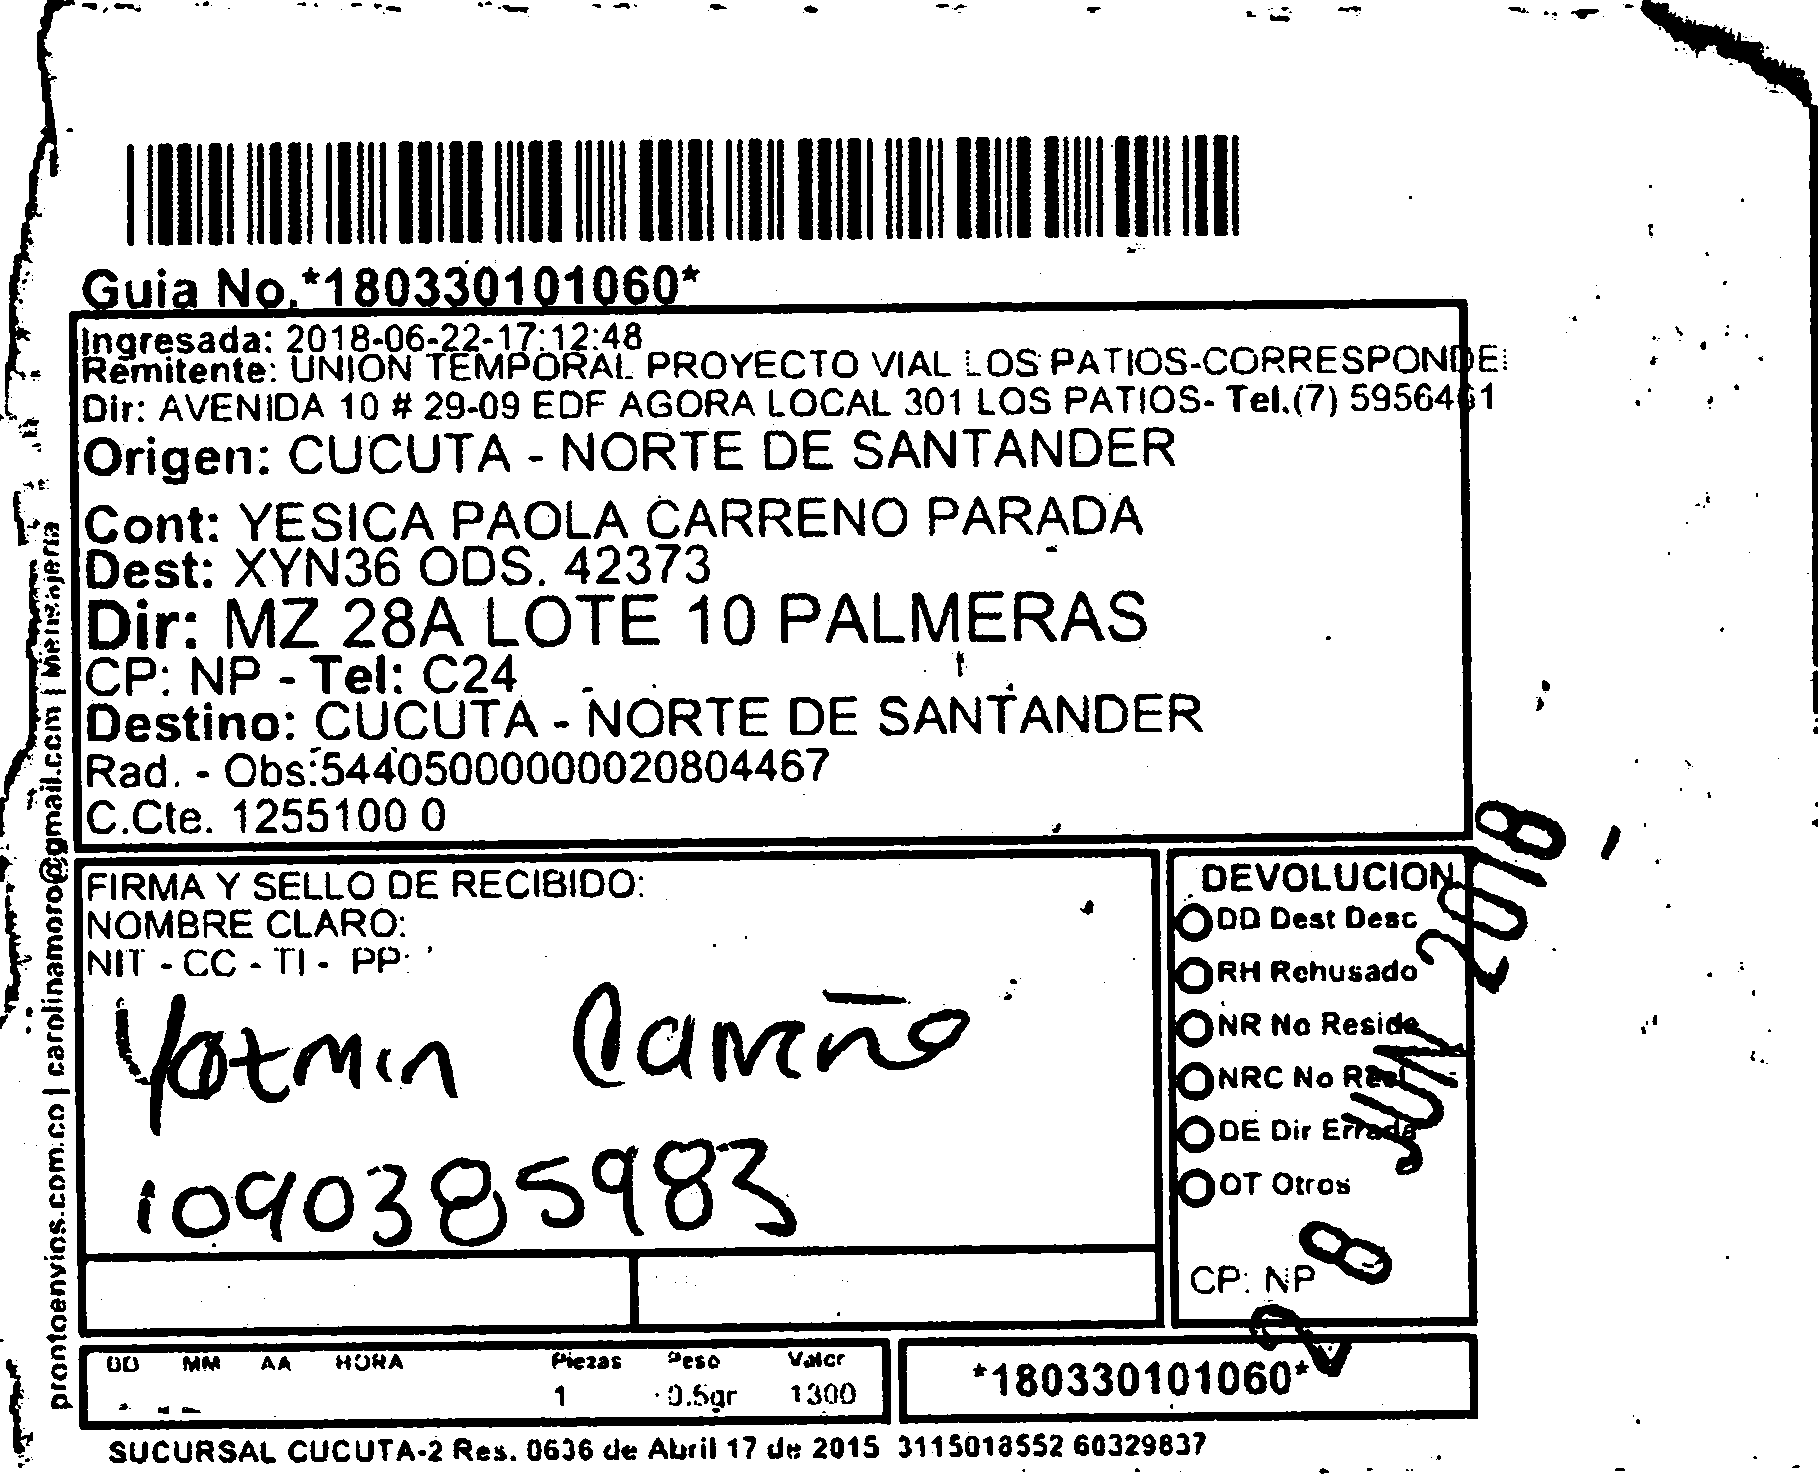 Guia No.*180330101060*
Ingresada: 2018-06-22-17:12:48
Remitente: UNION TEMPORAL PROYECTO VIAL LOS PATIOS-CORRESPONDE
Dir: AVENIDA 10 # 29-09 EDF AGORA LOCAL 301 LOS PATIOS- Tel.(7) 5956461
Origen: CUCUTA - NORTE DE SANTANDER
Cont: YESICA PAOLA CARRENO PARADA
Dest: XYN36 ODS. 42373
Dir: MZ 28A LOTE 10 PALMERAS
CP: NP - Tel: C24
Destino: CUCUTA - NORTE DE SANTANDER
Rad. - Obs:544050000000020804467
C.Cte. 1255100 0
prontoenvios.com.co | carolinamoro@gmail.com | Mensajeria
FIRMA Y SELLO DE RECIBIDO:
NOMBRE CLARO:
NIT - CC - TI - PP:
Carreño
1090385983
DEVOLUCION
DD Dest Desc
RH Rehusado
NR No Reside
NRC No Recl
DE Dir Errada
OT Otros
CP: NP
28 JUN 2018
DD MM AA HORA Piezas Peso Valor
1 0.5gr 1300
*180330101060*
SUCURSAL CUCUTA-2 Res. 0636 de Abril 17 de 2015 3115018552 60329837